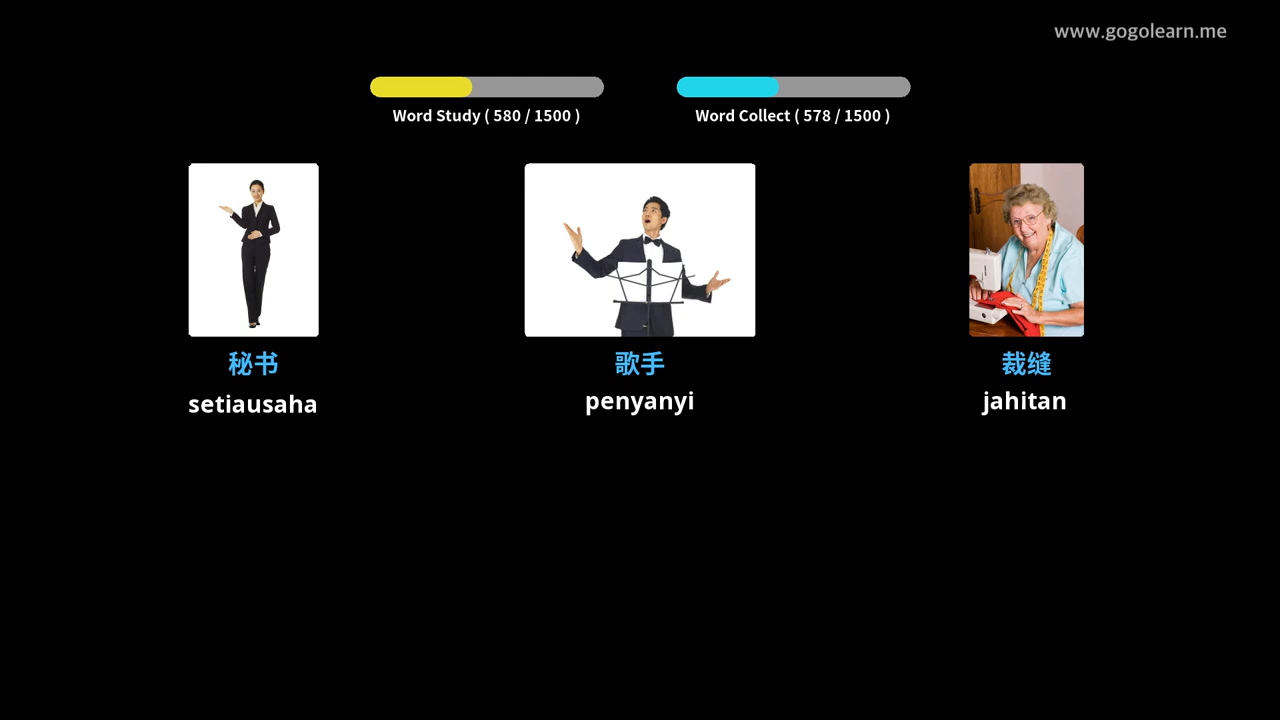 www.gogolearn.me
Word Study ( 580 / 1500 )
Word Collect ( 578 / 1500 )
秘书
歌手
裁缝
setiausaha
penyanyi
jahitan